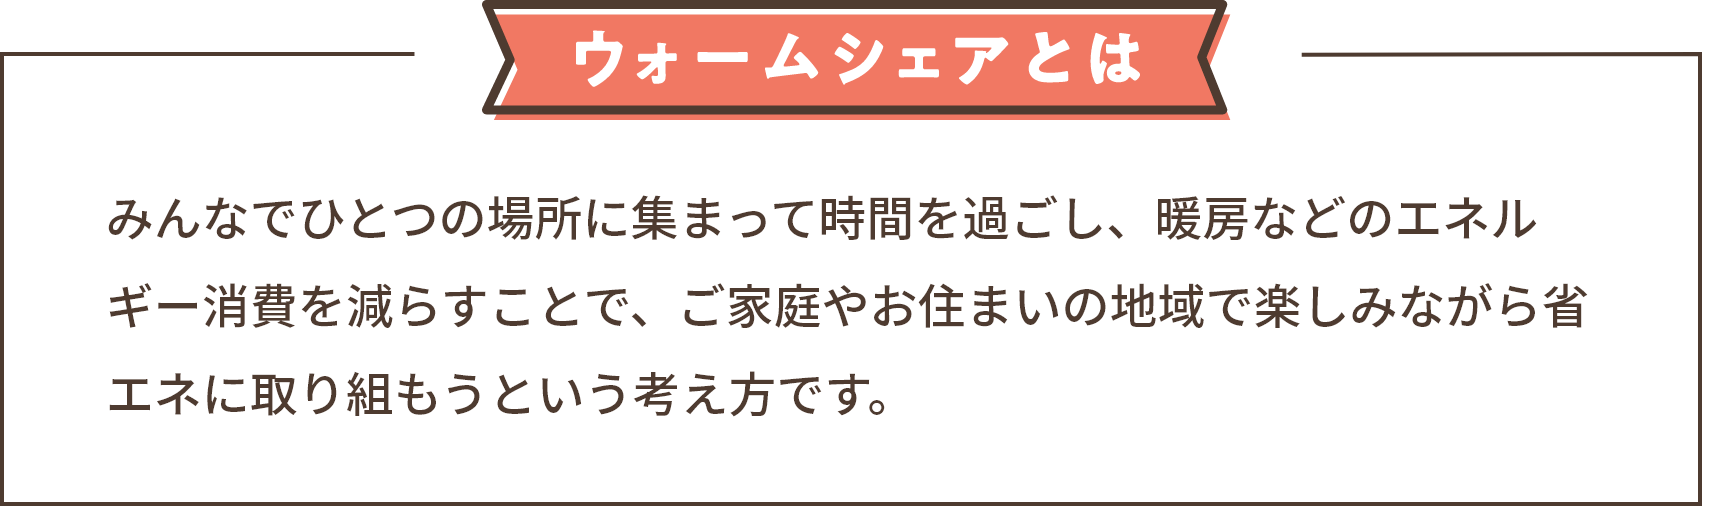 ウォームシェアとは
みんなでひとつの場所に集まって時間を過ごし、暖房などのエネル
ギー消費を減らすことで、ご家庭やお住まいの地域で楽しみながら省
エネに取り組もうという考え方です。